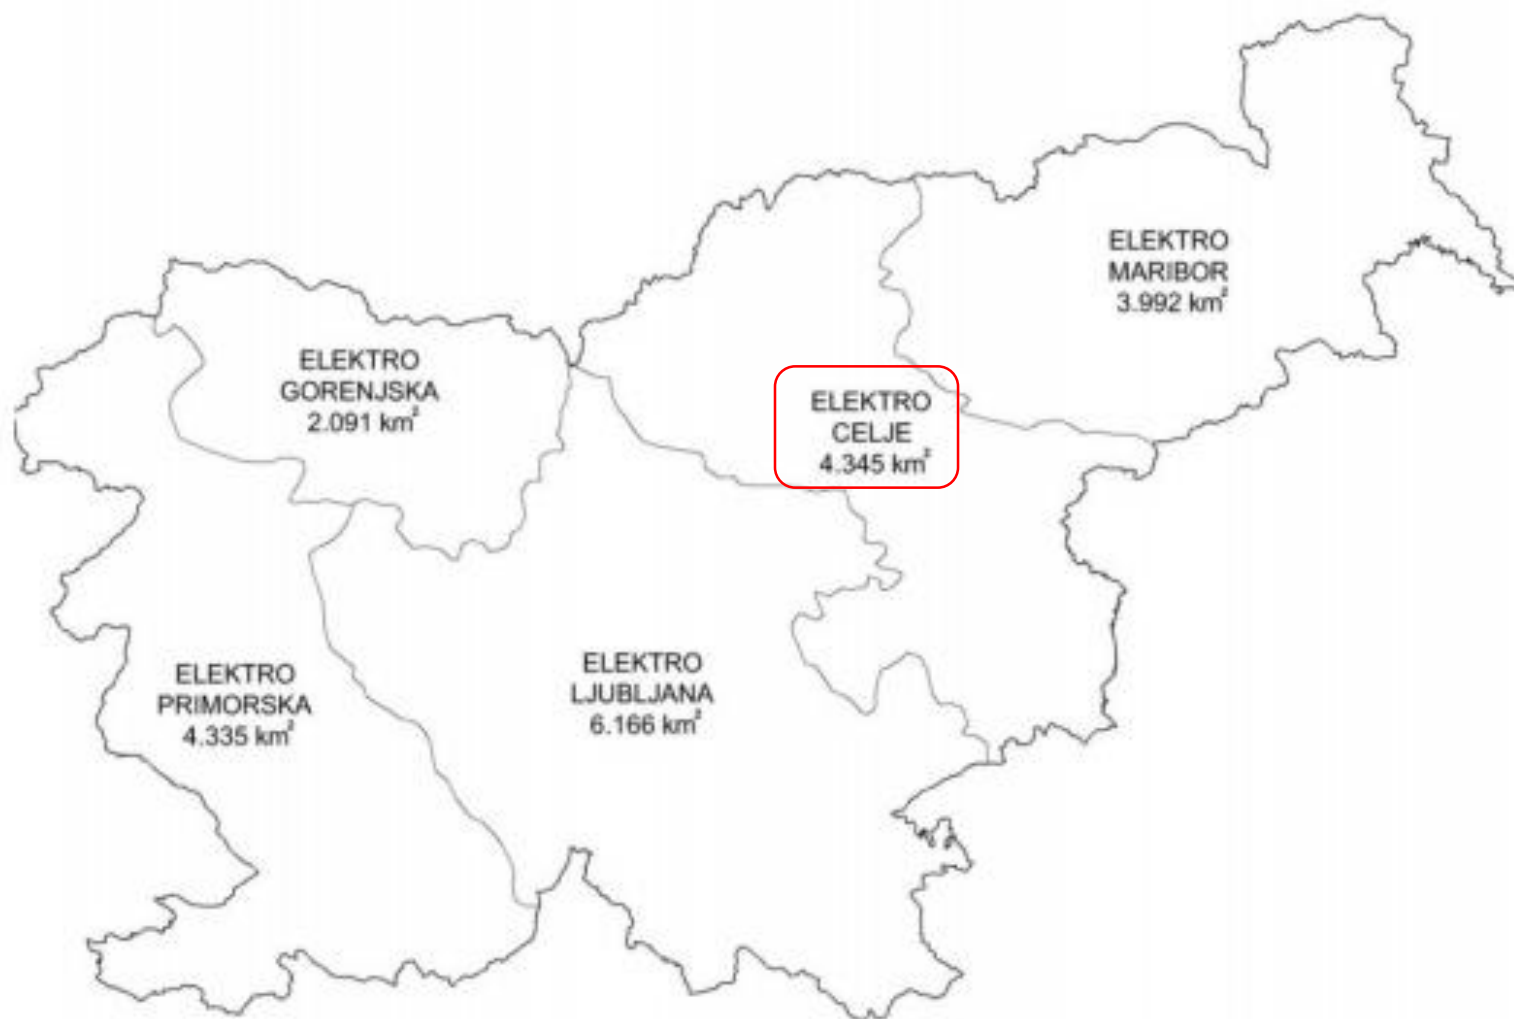 ELEKTRO
MARIBOR
3.992 km²
ELEKTRO
GORENJSKA
2.091 km²
ELEKTRO
CELJE
4.345 km²
ELEKTRO
PRIMORSKA
4.335 km²
ELEKTRO
LJUBLJANA
6.166 km²